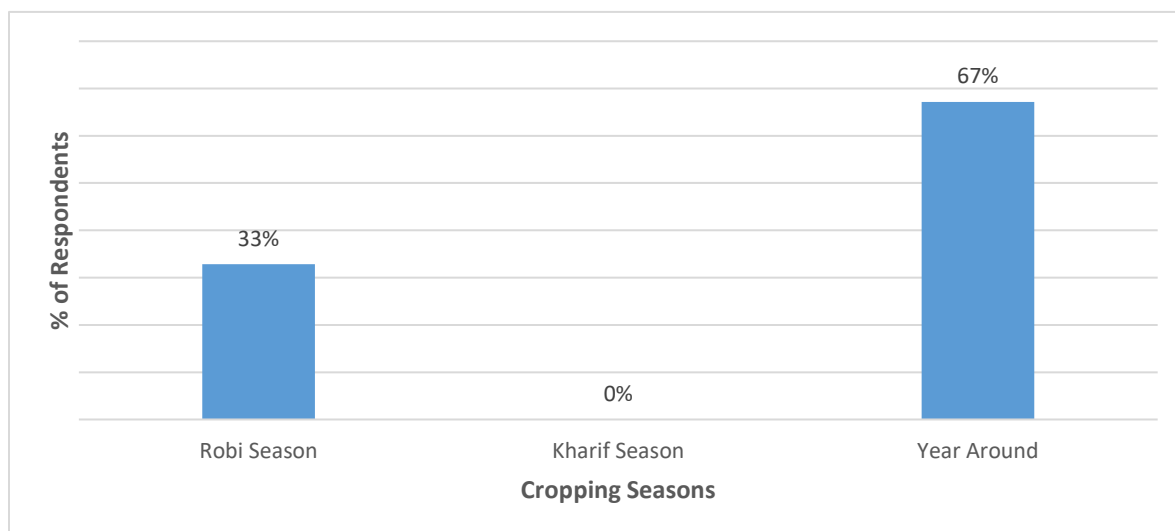 67%
% of Respondents
33%
0%
Robi Season
Kharif Season
Year Around
Cropping Seasons